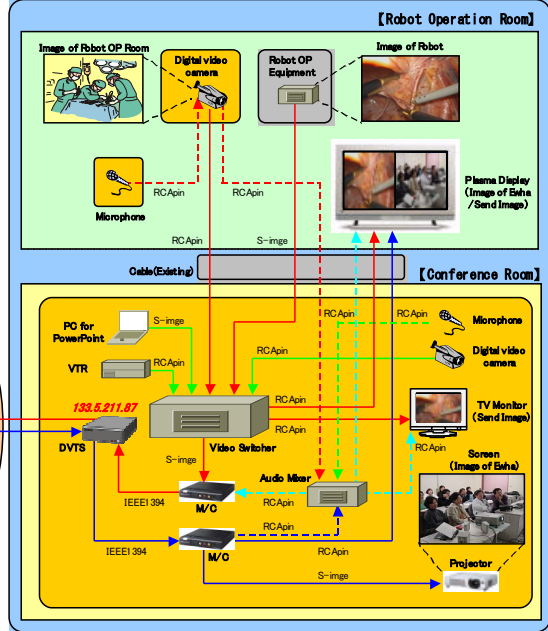 【Robot Operation Room】
Image of Robot OP Room
Digital video
camera
Robot OP
Equipment
Image of Robot
Microphone
RCApin
RCApin
RCApin
RCApin
S-imge
Plasma Display
(Image of Ewha
/Send Image)
Cable(Existing)
【Conference Room】
PC for
PowerPoint
S-imge
VTR
RCApin
RCApin
RCApin
RCApin
Microphone
Digital video
camera
133.5.211.87
DVTS
Video Switcher
RCApin
RCApin
TV Monitor
(Send Image)
RCApin
S-imge
Audio Mixer
Screen
(Image of Ewha)
IEEE1394
M/C
RCApin
RCApin
IEEE1394
M/C
RCApin
S-imge
Projector